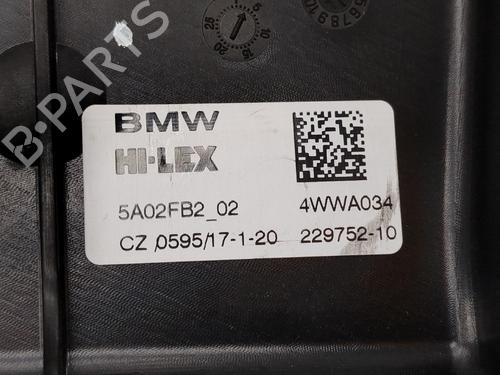 BMW
HI-LEX
5A02FB2_02 4WWA034
CZ 0595/17-1-20 229752-10
B-PARTS